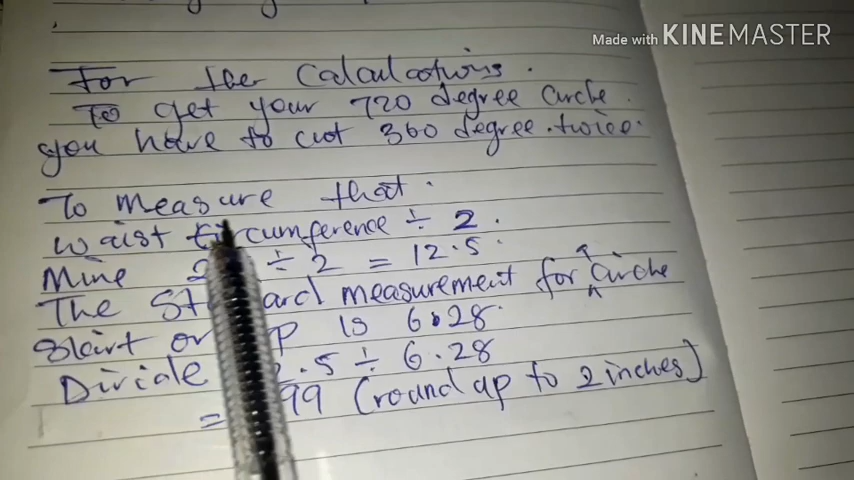 Made with KINEMASTER
For the Calculations.
To get your 720 degree Circle.
you have to cut 360 degree twice.
To measure that.
waist circumference ÷ 2.
Mine ÷ 2 = 12.5
The measurement for Circle
Skirt or is 6.28
Divide ÷ 6.28
= (round up to 2 inches)